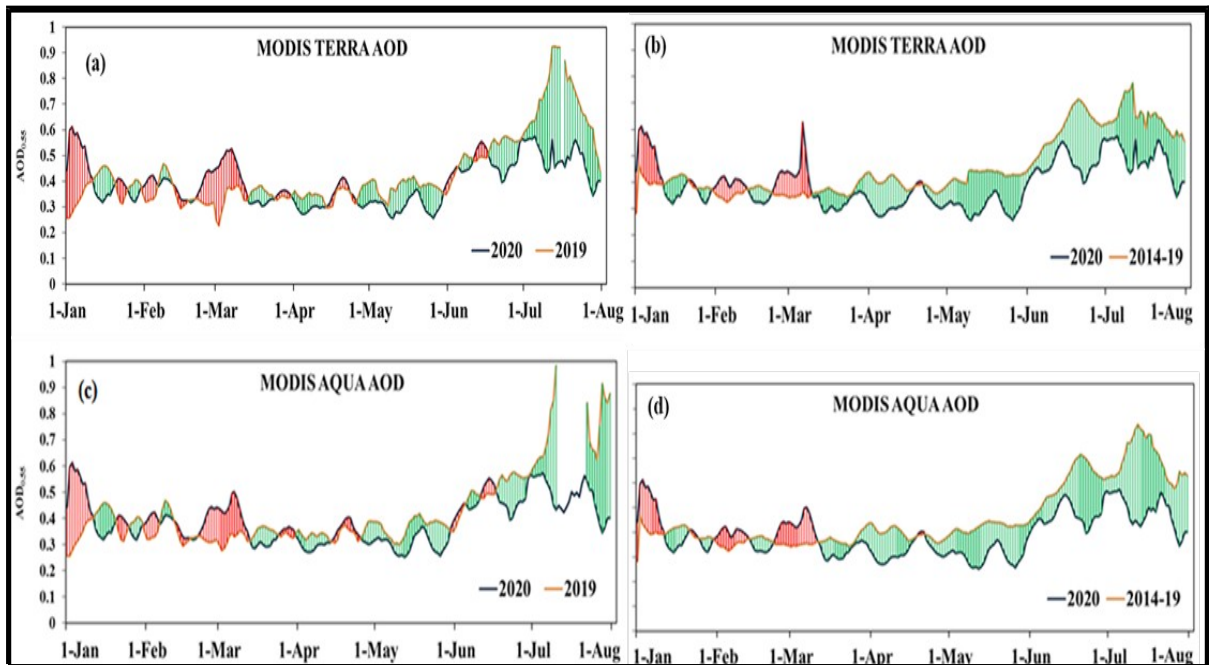 (a)
MODIS TERRA AOD
1
0.9
0.8
0.7
0.6
0.5
0.4
0.3
0.2
0.1
0
AOD0.55
2020 2019
1-Jan 1-Feb 1-Mar 1-Apr 1-May 1-Jun 1-Jul 1-Aug
(b)
MODIS TERRA AOD
2020 2014-19
1-Jan 1-Feb 1-Mar 1-Apr 1-May 1-Jun 1-Jul 1-Aug
(c)
MODIS AQUA AOD
1
0.9
0.8
0.7
0.6
0.5
0.4
0.3
0.2
0.1
0
AOD0.55
2020 2019
1-Jan 1-Feb 1-Mar 1-Apr 1-May 1-Jun 1-Jul 1-Aug
(d)
MODIS AQUA AOD
2020 2014-19
1-Jan 1-Feb 1-Mar 1-Apr 1-May 1-Jun 1-Jul 1-Aug